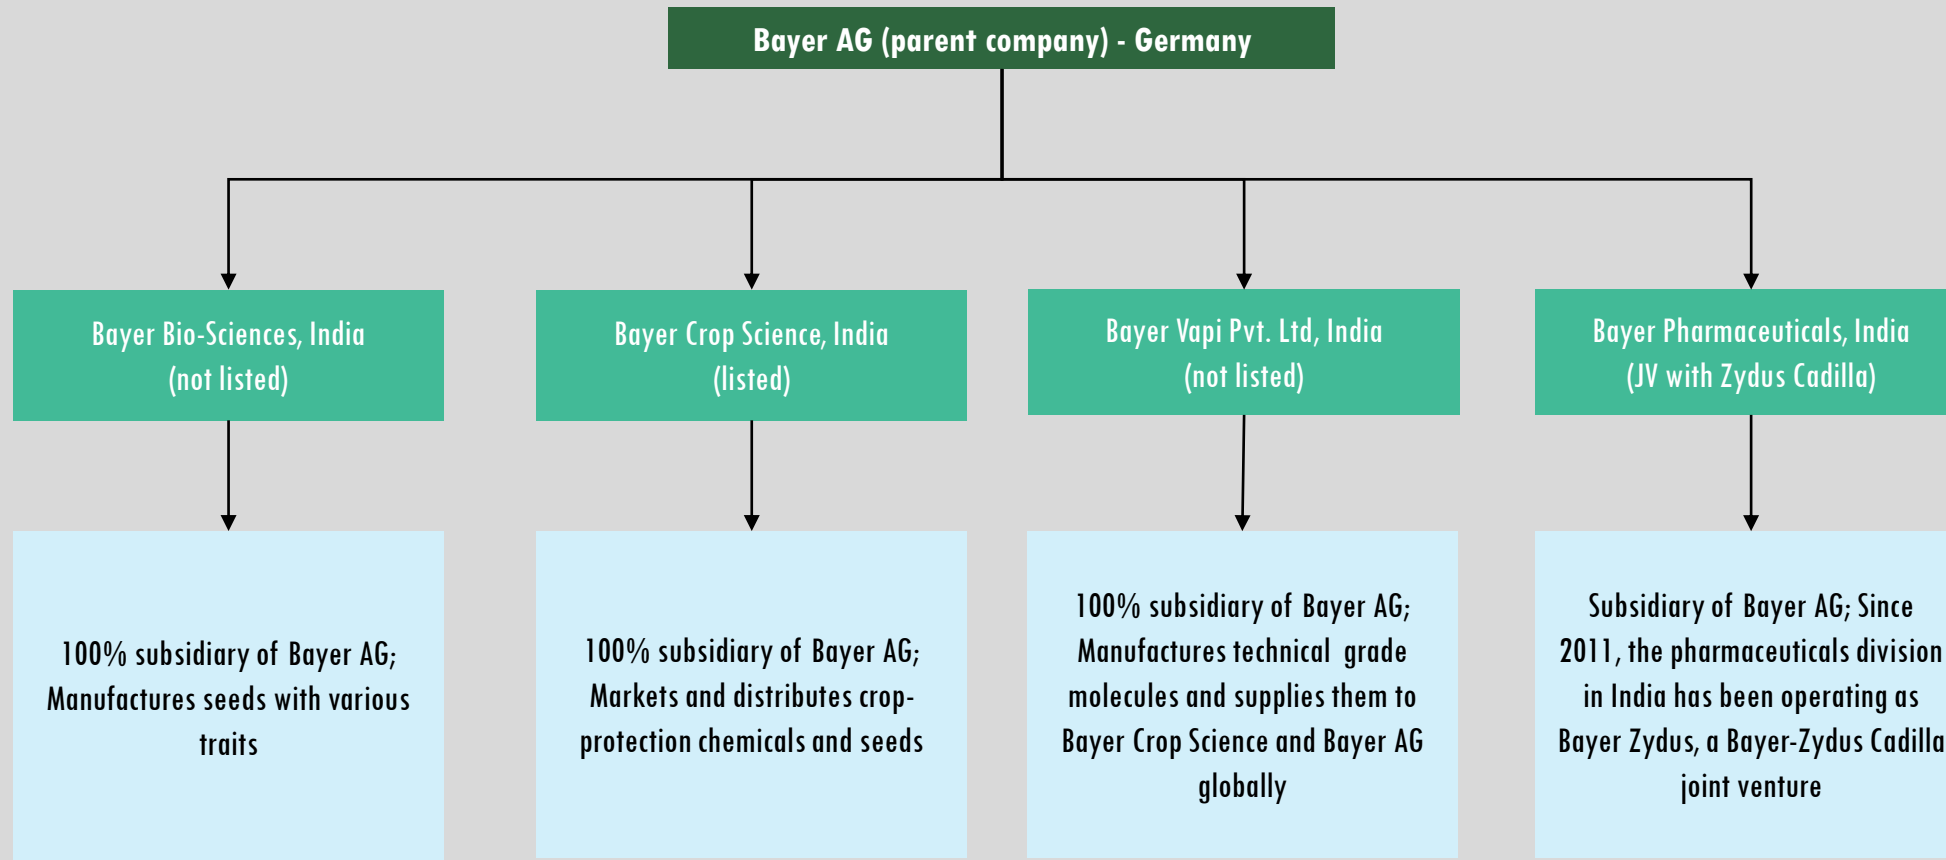 Bayer AG (parent company) - Germany
Bayer Bio-Sciences, India
(not listed)
Bayer Crop Science, India
(listed)
Bayer Vapi Pvt. Ltd, India
(not listed)
Bayer Pharmaceuticals, India
(JV with Zydus Cadilla)
100% subsidiary of Bayer AG;
Manufactures seeds with various
traits
100% subsidiary of Bayer AG;
Markets and distributes crop-
protection chemicals and seeds
100% subsidiary of Bayer AG;
Manufactures technical grade
molecules and supplies them to
Bayer Crop Science and Bayer AG
globally
Subsidiary of Bayer AG; Since
2011, the pharmaceuticals division
in India has been operating as
Bayer Zydus, a Bayer-Zydus Cadilla
joint venture